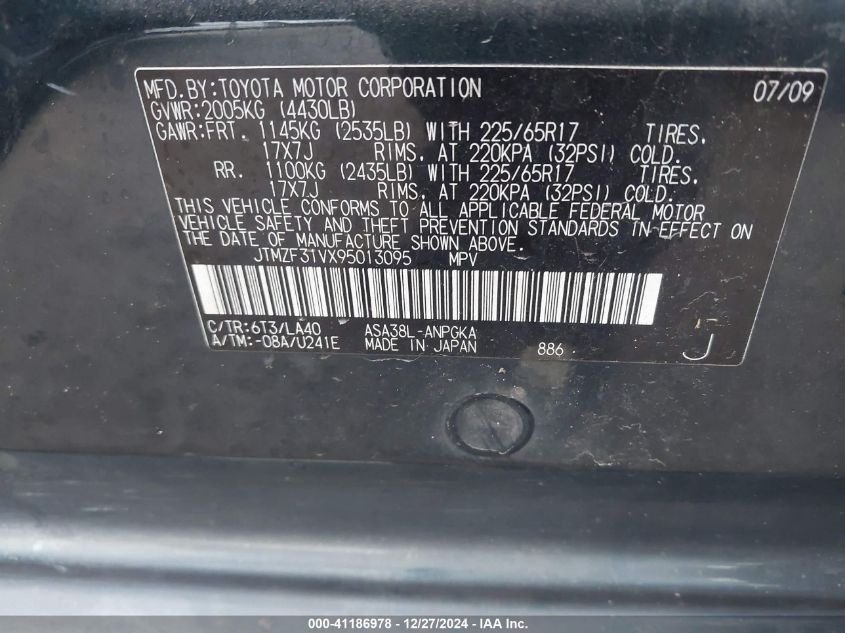 MFD.BY:TOYOTA MOTOR CORPORATION 07/09
GVWR:2005KG (4430LB)
GAWR:FRT. 1145KG (2535LB) WITH 225/65R17 TIRES.
17X7J RIMS. AT 220KPA (32PSI) COLD.
RR. 1100KG (2435LB) WITH 225/65R17 TIRES.
17X7J RIMS. AT 220KPA (32PSI) COLD.
THIS VEHICLE CONFORMS TO ALL APPLICABLE FEDERAL MOTOR
VEHICLE SAFETY AND THEFT PREVENTION STANDARDS IN EFFECT ON
THE DATE OF MANUFACTURE SHOWN ABOVE.
JTMZF31VX95013095 MPV
C/TR:6T3/LA40 ASA38L-ANPGKA
A/TM:-08A/U241E MADE IN JAPAN 886 J
000-41186978 - 12/27/2024 - IAA Inc.